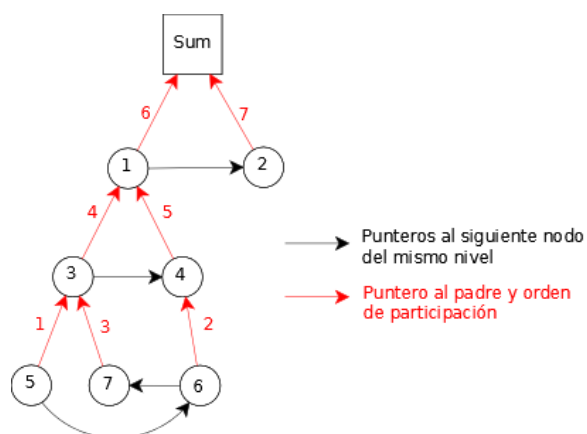 Sum
6
7
1
2
4
5
3
4
Punteros al siguiente nodo
del mismo nivel
Puntero al padre y orden
de participación
1
3
2
5
7
6